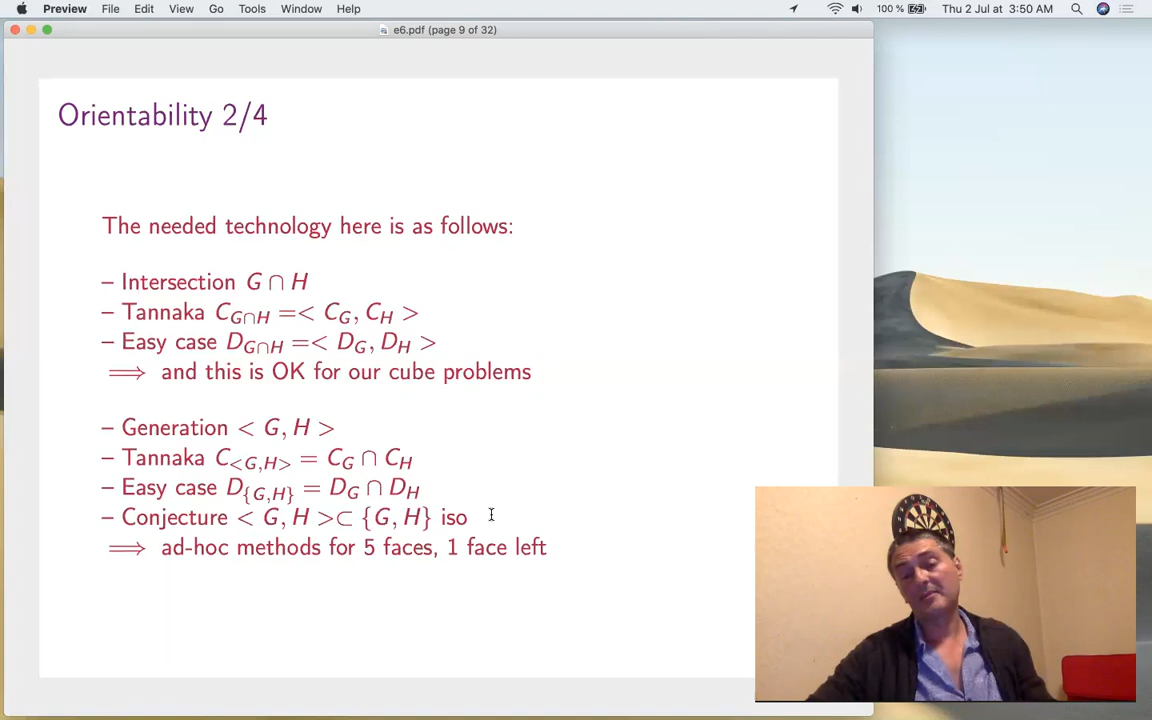 Preview File Edit View Go Tools Window Help 100 % Thu 2 Jul at 3:50 AM
e6.pdf (page 9 of 32)
Orientability 2/4
The needed technology here is as follows:
– Intersection G ∩ H
– Tannaka C_{G∩H} =< C_G, C_H >
– Easy case D_{G∩H} =< D_G, D_H >
⟹ and this is OK for our cube problems
– Generation < G, H >
– Tannaka C_{<G,H>} = C_G ∩ C_H
– Easy case D_{{G,H}} = D_G ∩ D_H
– Conjecture < G, H >⊂ {G, H} iso
⟹ ad-hoc methods for 5 faces, 1 face left